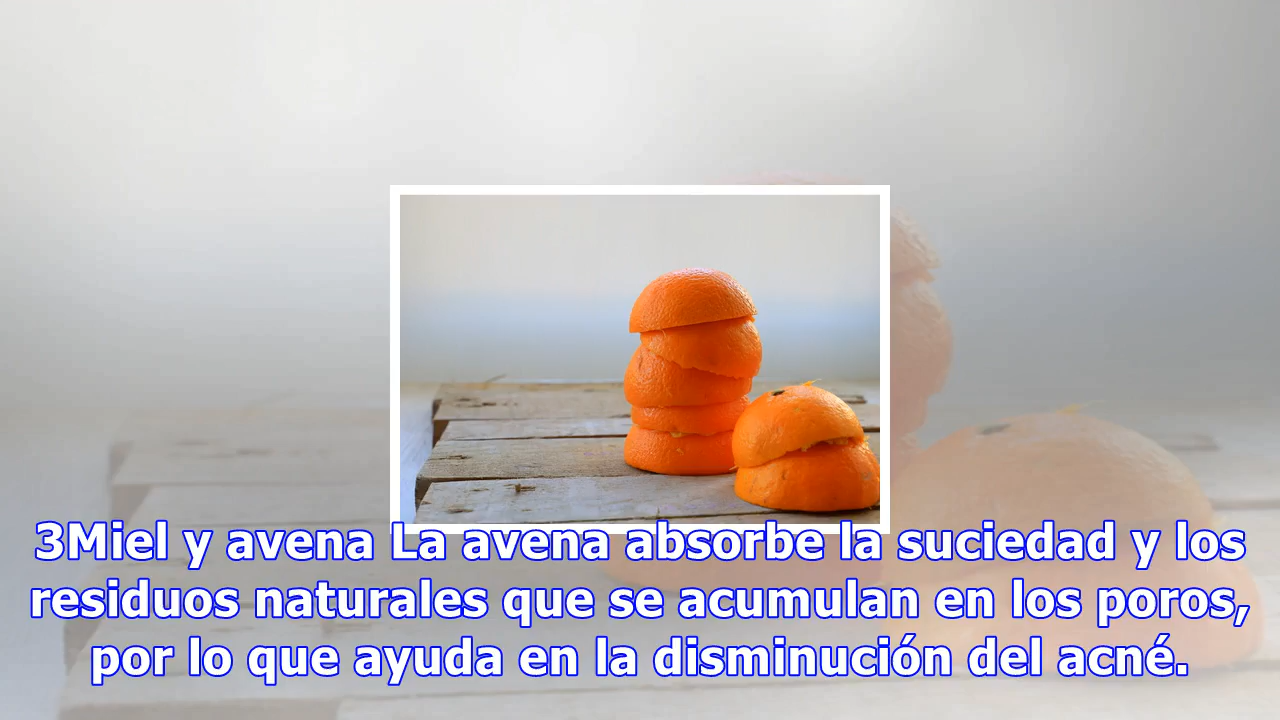 3Miel y avena La avena absorbe la suciedad y los
residuos naturales que se acumulan en los poros,
por lo que ayuda en la disminución del acné.